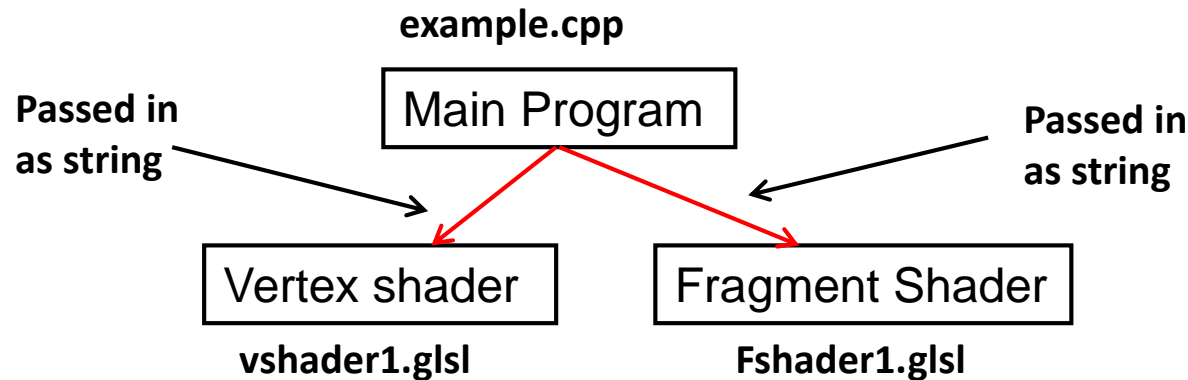 example.cpp
Main Program
Passed in
as string
Passed in
as string
Vertex shader
Fragment Shader
vshader1.glsl
Fshader1.glsl